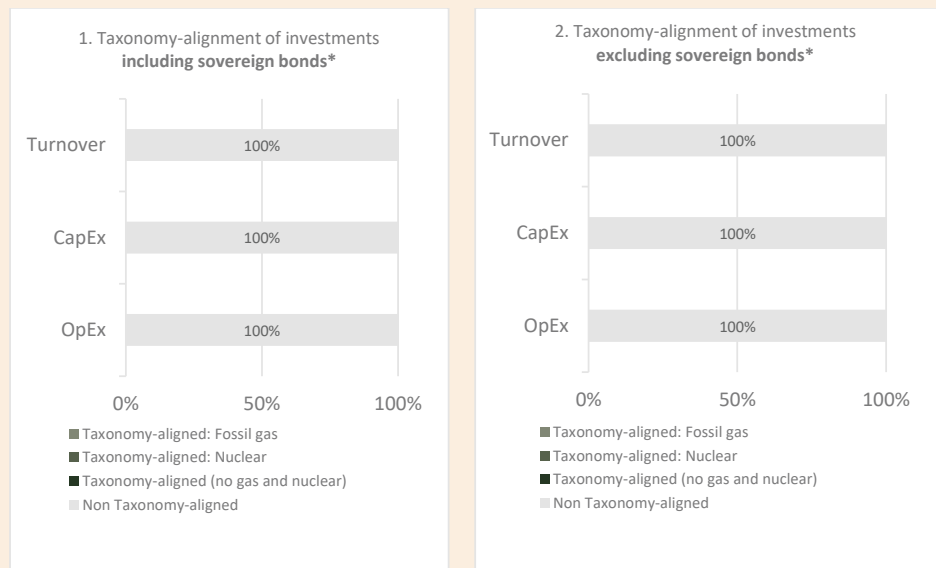 1. Taxonomy-alignment of investments
including sovereign bonds*
Turnover
100%
CapEx
100%
OpEx
100%
0%
50%
100%
Taxonomy-aligned: Fossil gas
Taxonomy-aligned: Nuclear
Taxonomy-aligned (no gas and nuclear)
Non Taxonomy-aligned
2. Taxonomy-alignment of investments
excluding sovereign bonds*
Turnover
100%
CapEx
100%
OpEx
100%
0%
50%
100%
Taxonomy-aligned: Fossil gas
Taxonomy-aligned: Nuclear
Taxonomy-aligned (no gas and nuclear)
Non Taxonomy-aligned